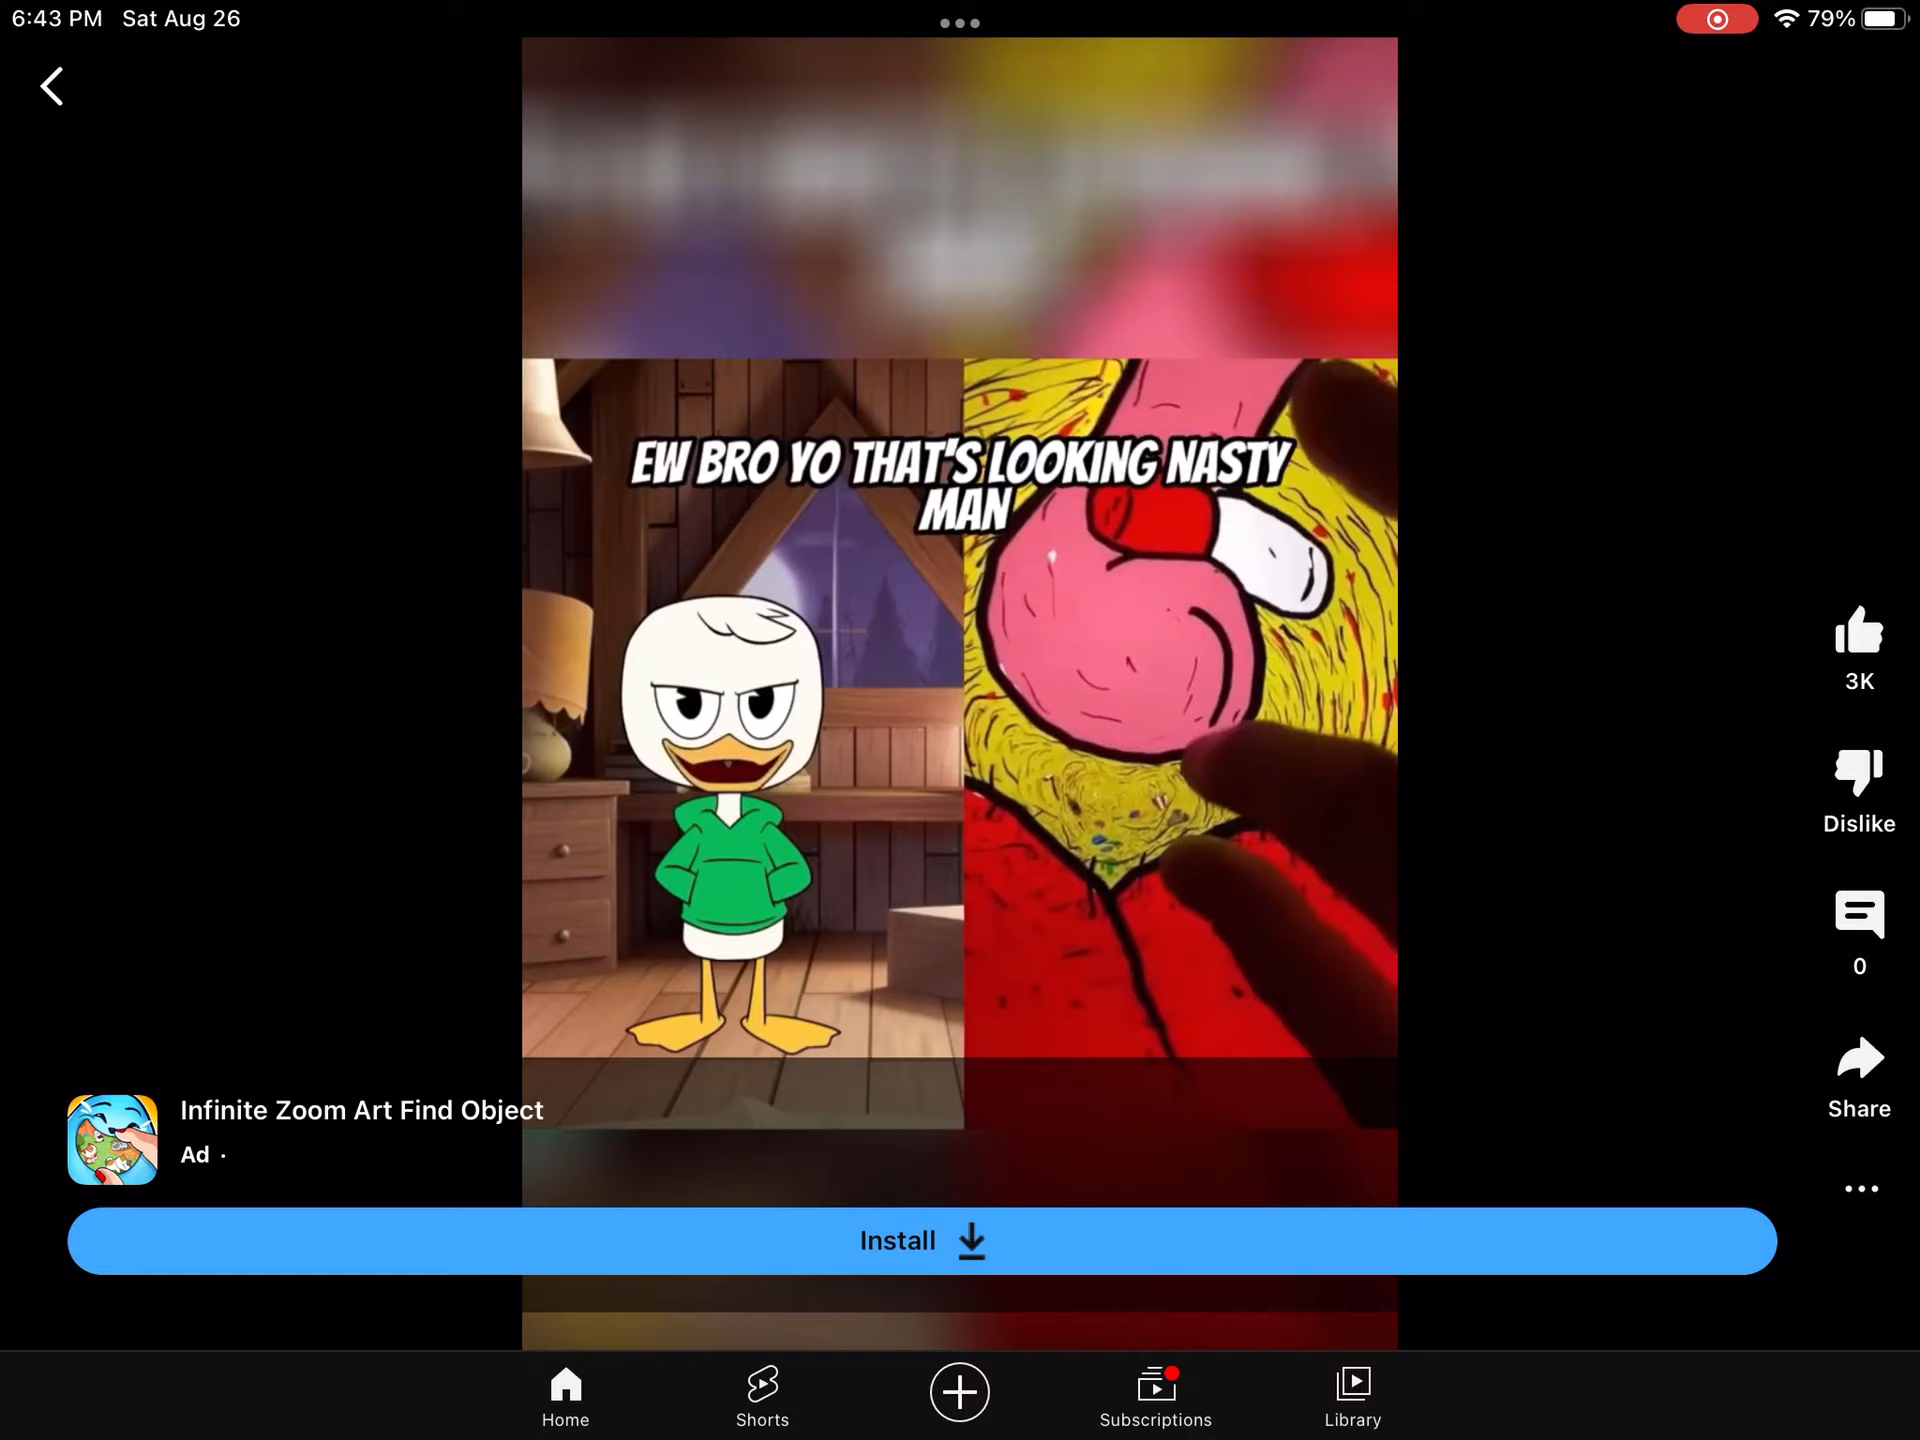 6:43 PM Sat Aug 26
79%
EW BRO YO THAT'S LOOKING NASTY
MAN
3K
Dislike
0
Share
Infinite Zoom Art Find Object
Ad ·
Install
Home
Shorts
Subscriptions
Library